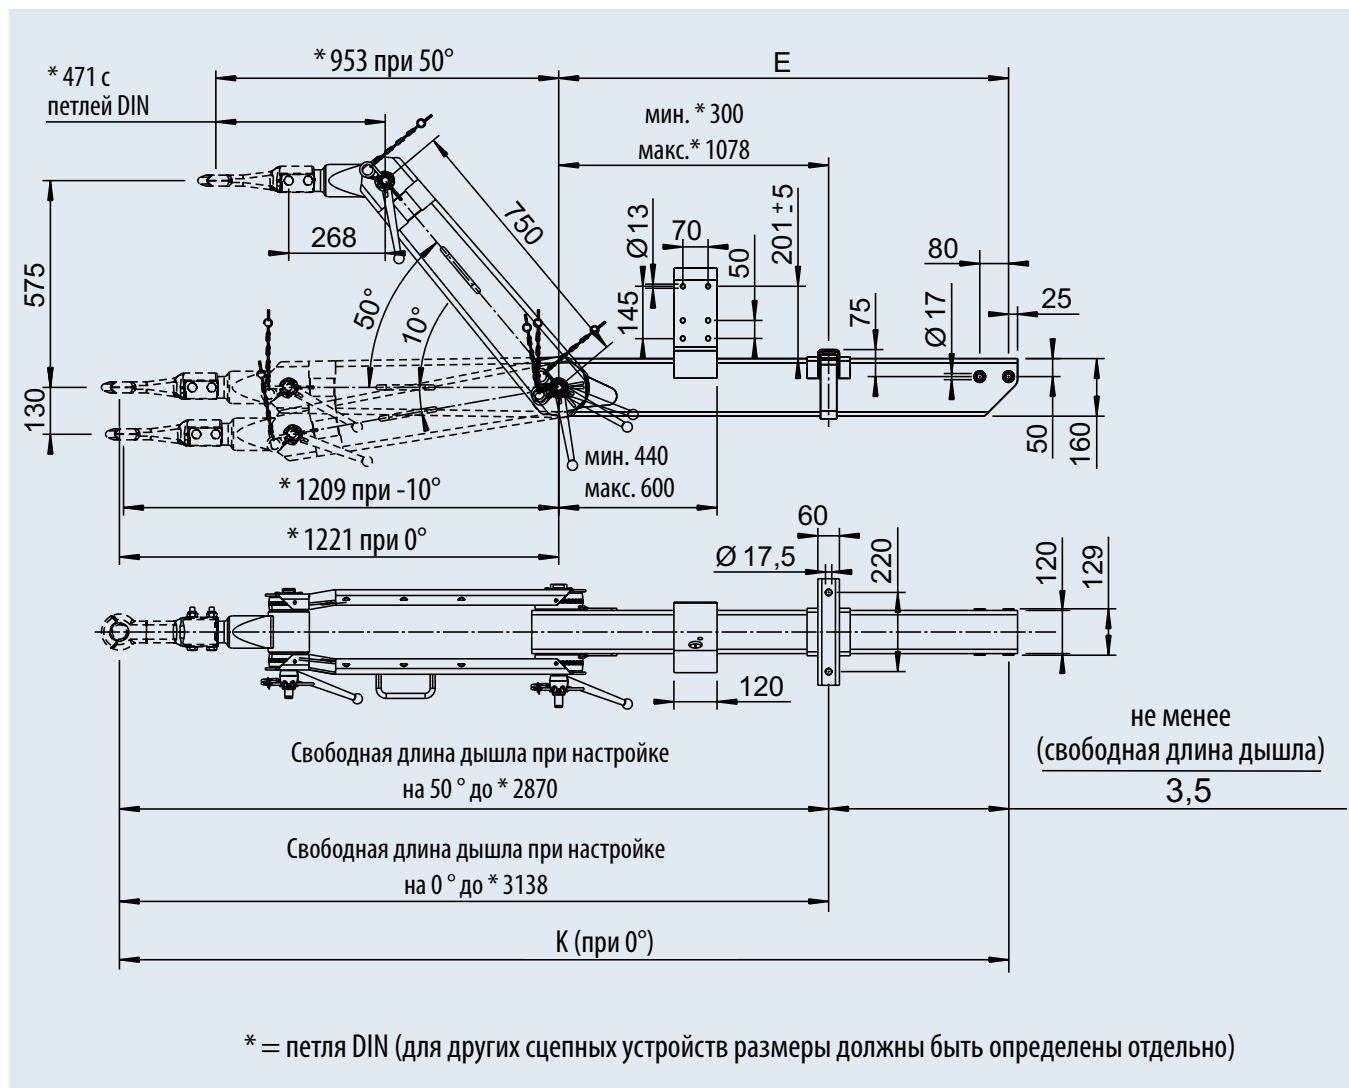 * 953 при 50°
E
* 471 с
петлей DIN
мин. * 300
макс.* 1078
750
268
575
130
50°
10°
Ø 13
70
50
145
201 ± 5
75
80
Ø 17
25
50
160
мин. 440
макс. 600
* 1209 при -10°
* 1221 при 0°
60
Ø 17,5
220
120
129
120
не менее
(свободная длина дышла)
3,5
Свободная длина дышла при настройке
на 50 ° до * 2870
Свободная длина дышла при настройке
на 0 ° до * 3138
К (при 0°)
* = петля DIN (для других сцепных устройств размеры должны быть определены отдельно)